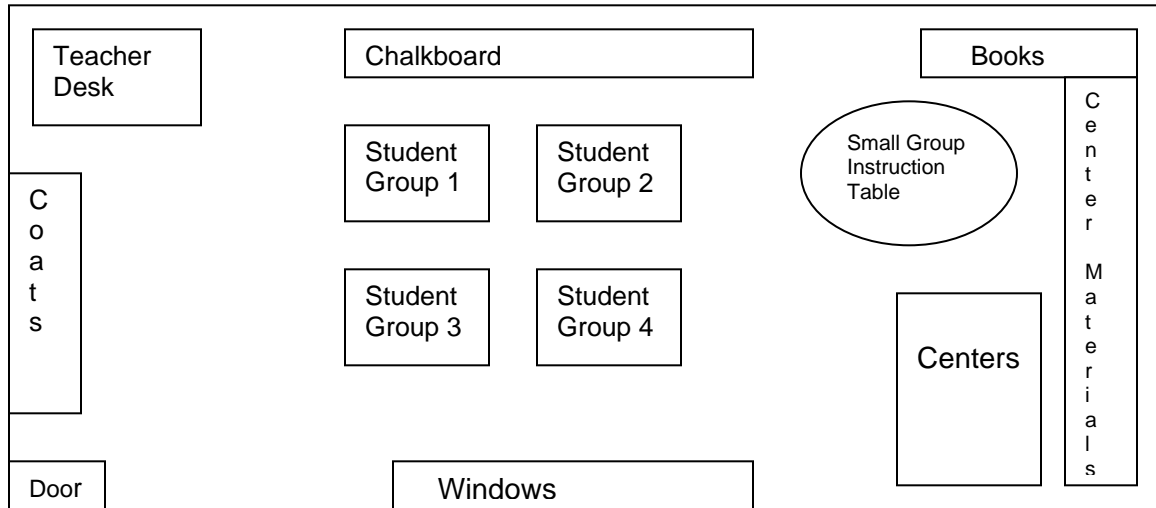 Teacher
Desk
Chalkboard
Books
Student
Group 1
Student
Group 2
Small Group
Instruction
Table
Center Materials
Coats
Student
Group 3
Student
Group 4
Centers
Door
Windows